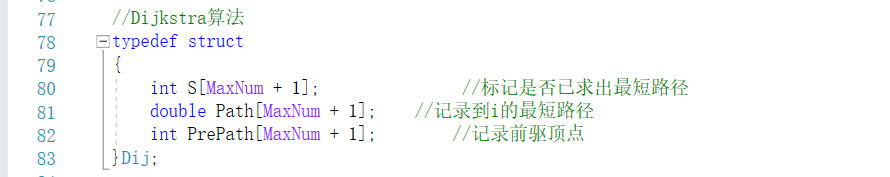 77 //Dijkstra算法
78 typedef struct
79 {
80 int S[MaxNum + 1]; //标记是否已求出最短路径
81 double Path[MaxNum + 1]; //记录到i的最短路径
82 int PrePath[MaxNum + 1]; //记录前驱顶点
83 }Dij;